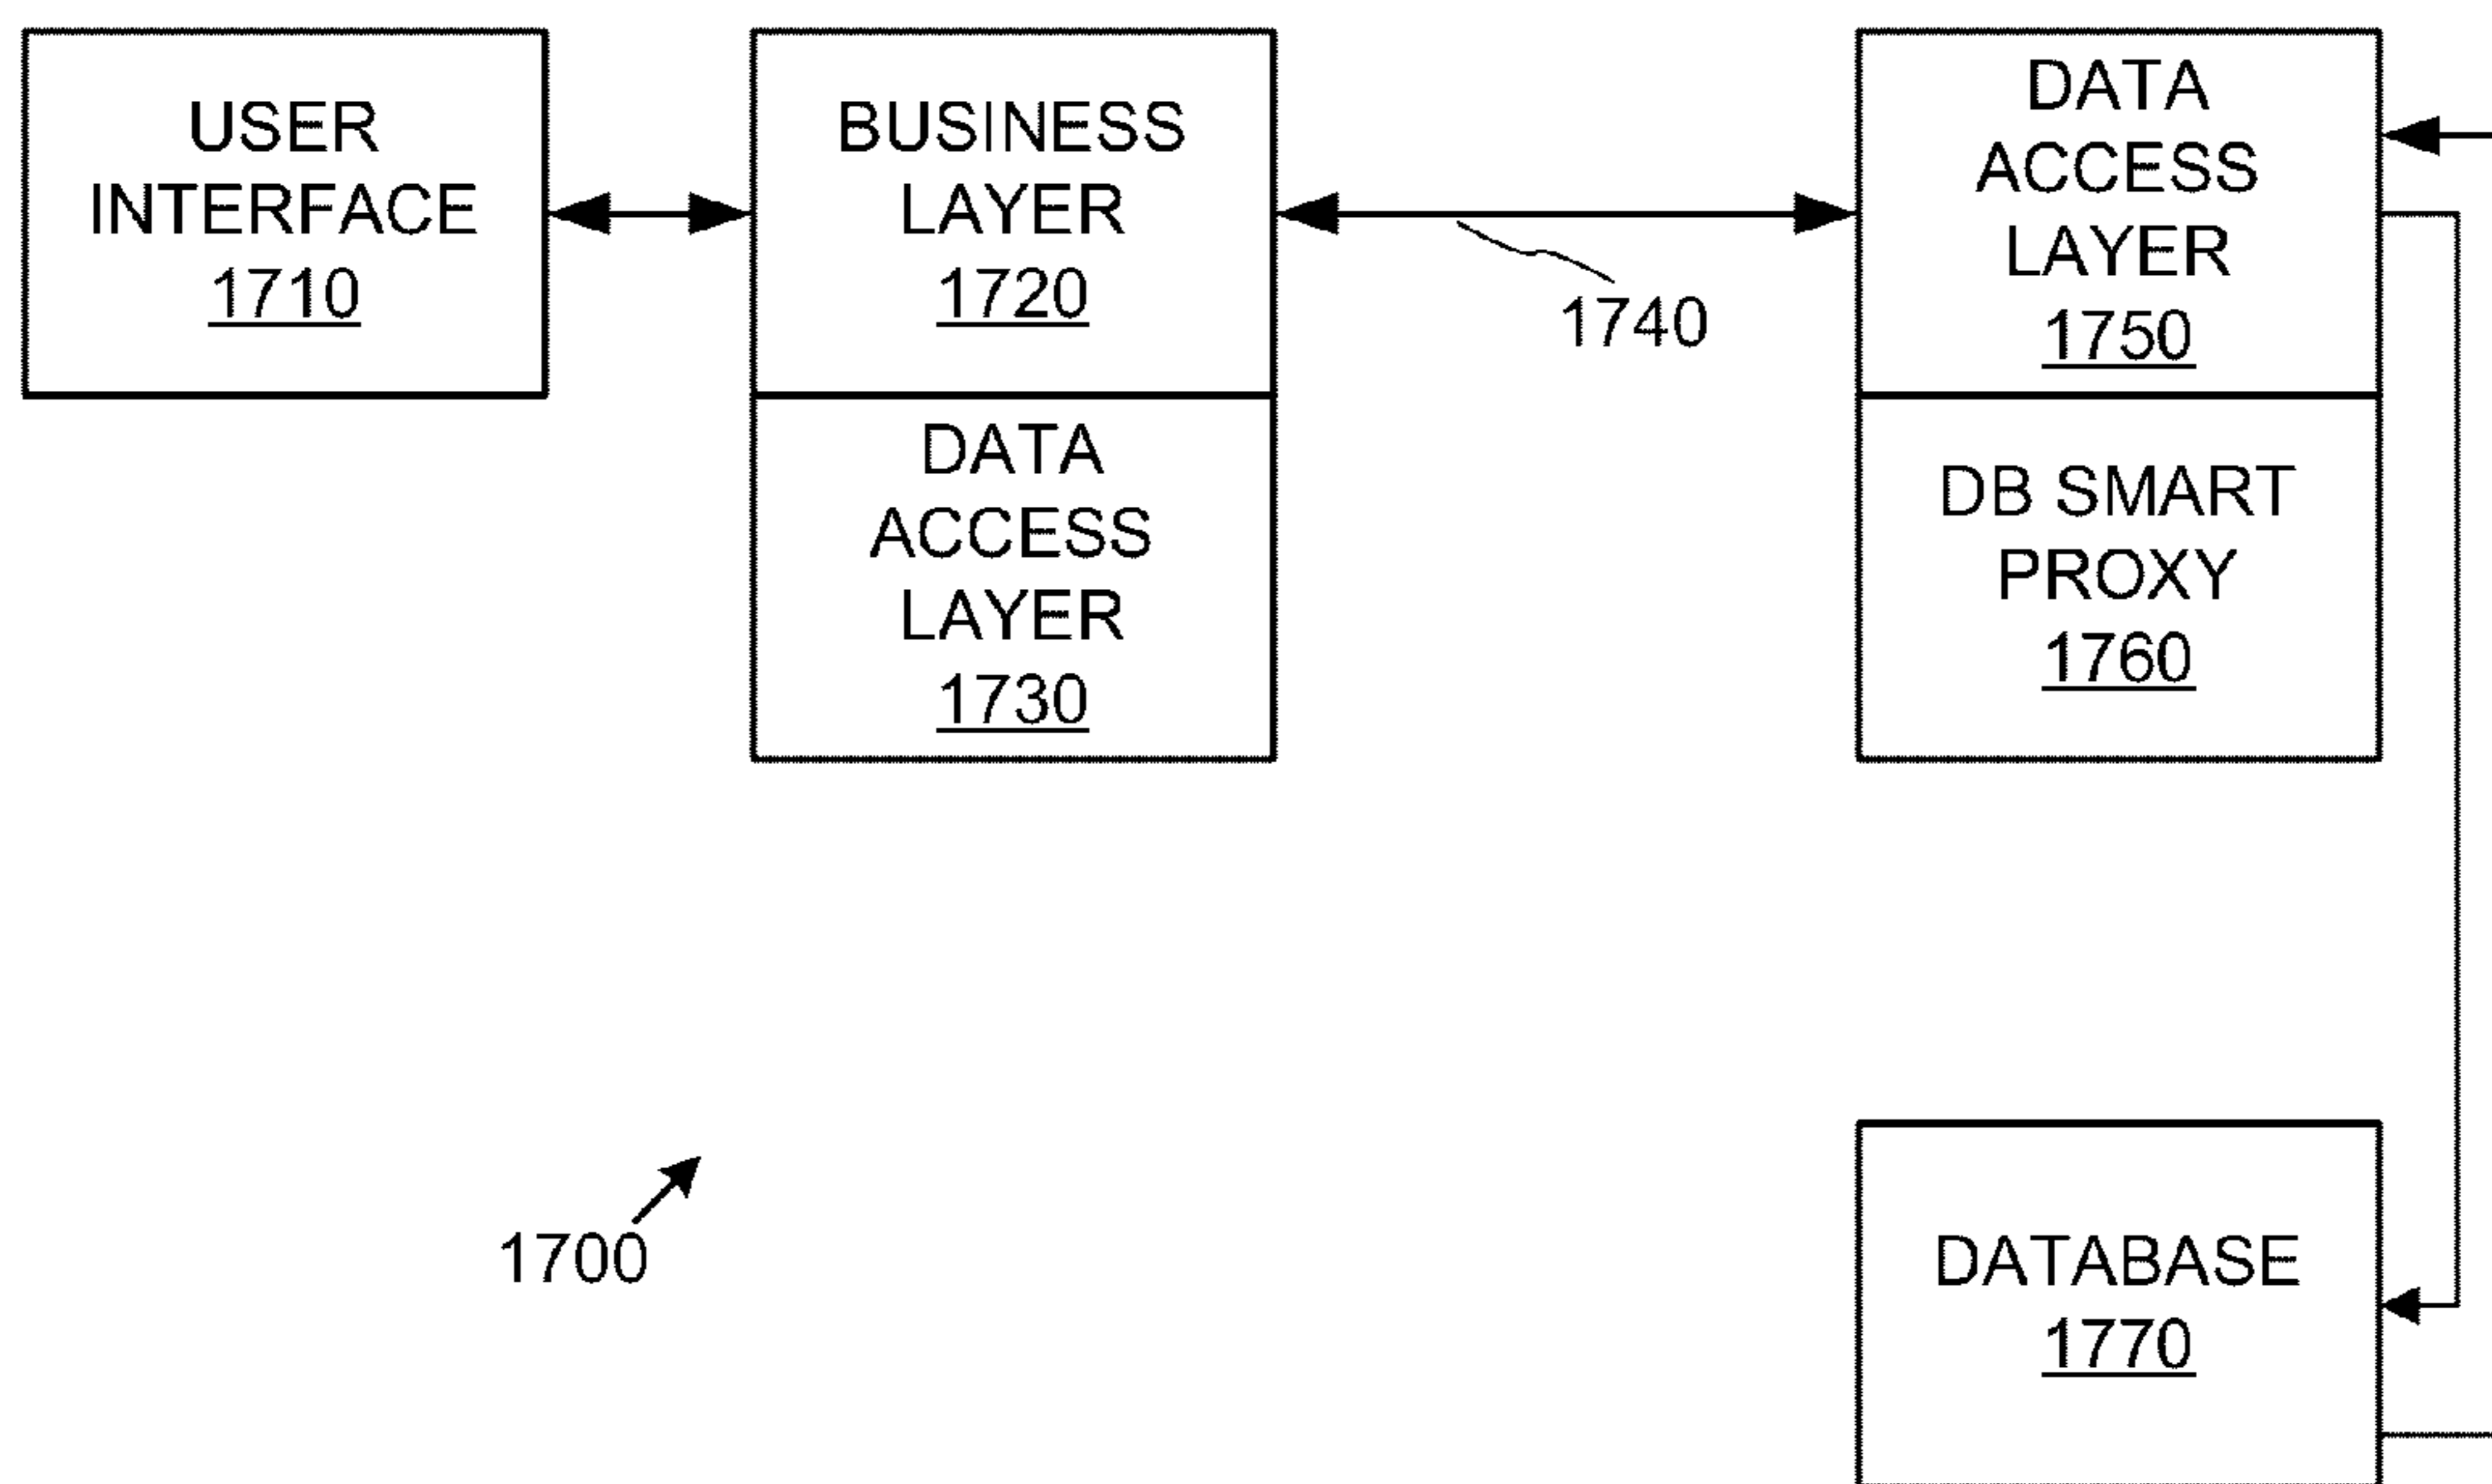 USER
INTERFACE
1710
BUSINESS
LAYER
1720
DATA
ACCESS
LAYER
1730
1740
DATA
ACCESS
LAYER
1750
DB SMART
PROXY
1760
1700
DATABASE
1770